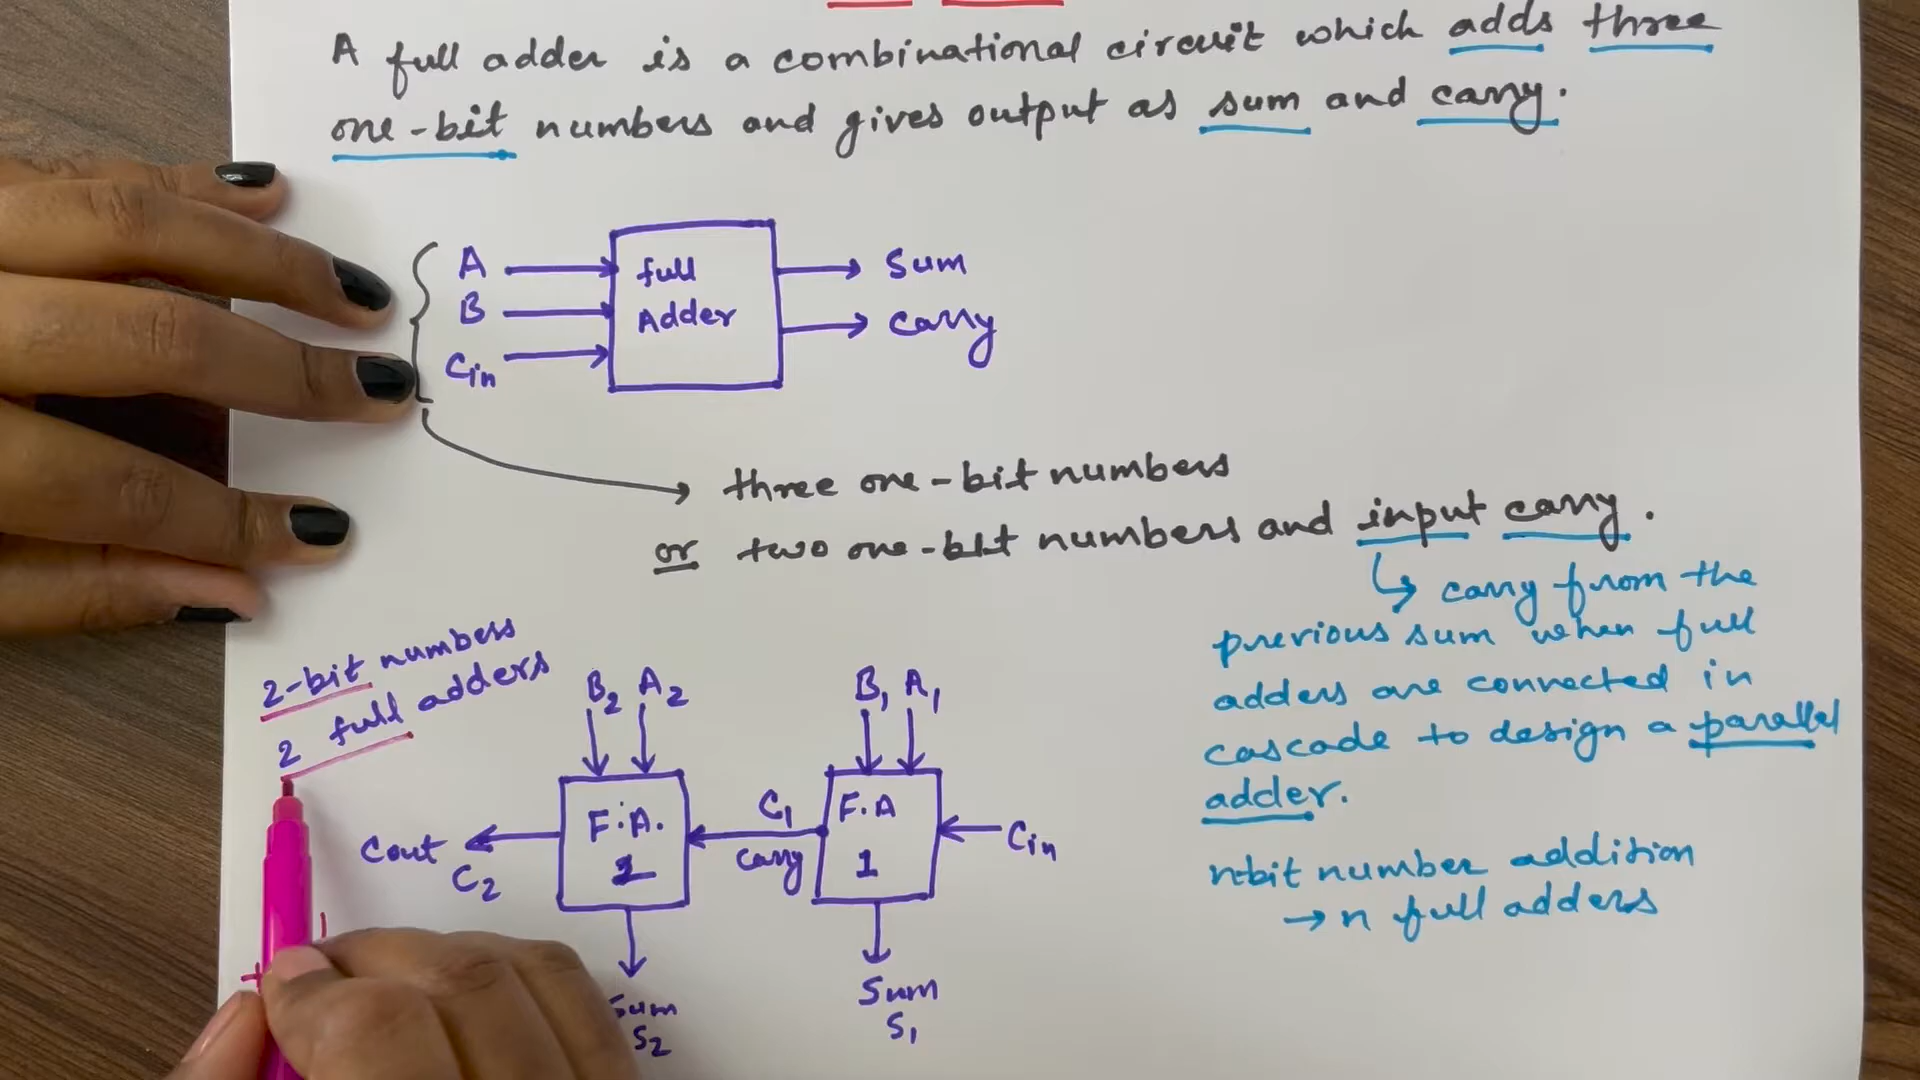 A full adder is a combinational circuit which adds three
one-bit numbers and gives output as sum and carry.
A
B
Cin
full
Adder
Sum
Carry
three one-bit numbers
or two one-bit numbers and input carry.
carry from the
previous sum when full
adders are connected in
cascade to design a parallel
adder.
n-bit number addition
→ n full adders
2-bit numbers
2 full adders
B2 A2
B1 A1
F.A.
2
F.A
1
C1
carry
Cin
Cout
C2
Sum
S2
Sum
S1
+